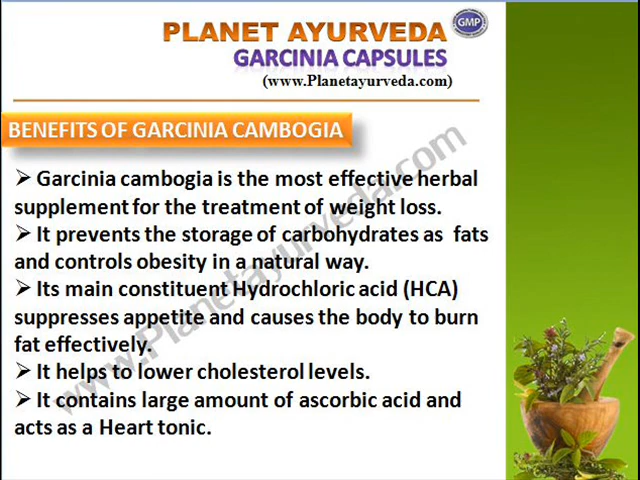 PLANET AYURVEDA
GMP
GARCINIA CAPSULES
(www.Planetayurveda.com)
BENEFITS OF GARCINIA CAMBOGIA
➢ Garcinia cambogia is the most effective herbal
supplement for the treatment of weight loss.
➢ It prevents the storage of carbohydrates as fats
and controls obesity in a natural way.
➢ Its main constituent Hydrochloric acid (HCA)
suppresses appetite and causes the body to burn
fat effectively.
➢ It helps to lower cholesterol levels.
➢ It contains large amount of ascorbic acid and
acts as a Heart tonic.
www.Planetayurveda.com